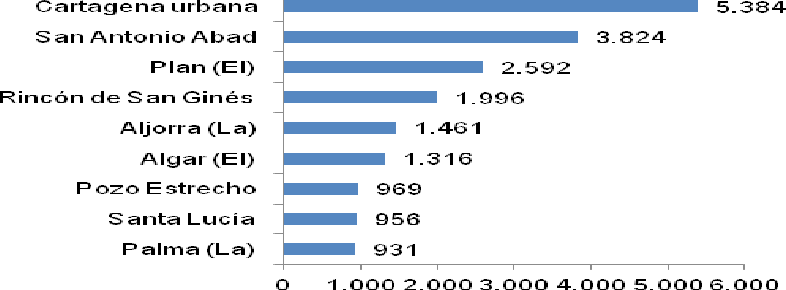 Cartagena urbana 5.384
San Antonio Abad 3.824
Plan (El) 2.592
Rincón de San Ginés 1.996
Aljorra (La) 1.461
Algar (El) 1.316
Pozo Estrecho 969
Santa Lucía 956
Palma (La) 931
0 1.000 2.000 3.000 4.000 5.000 6.000